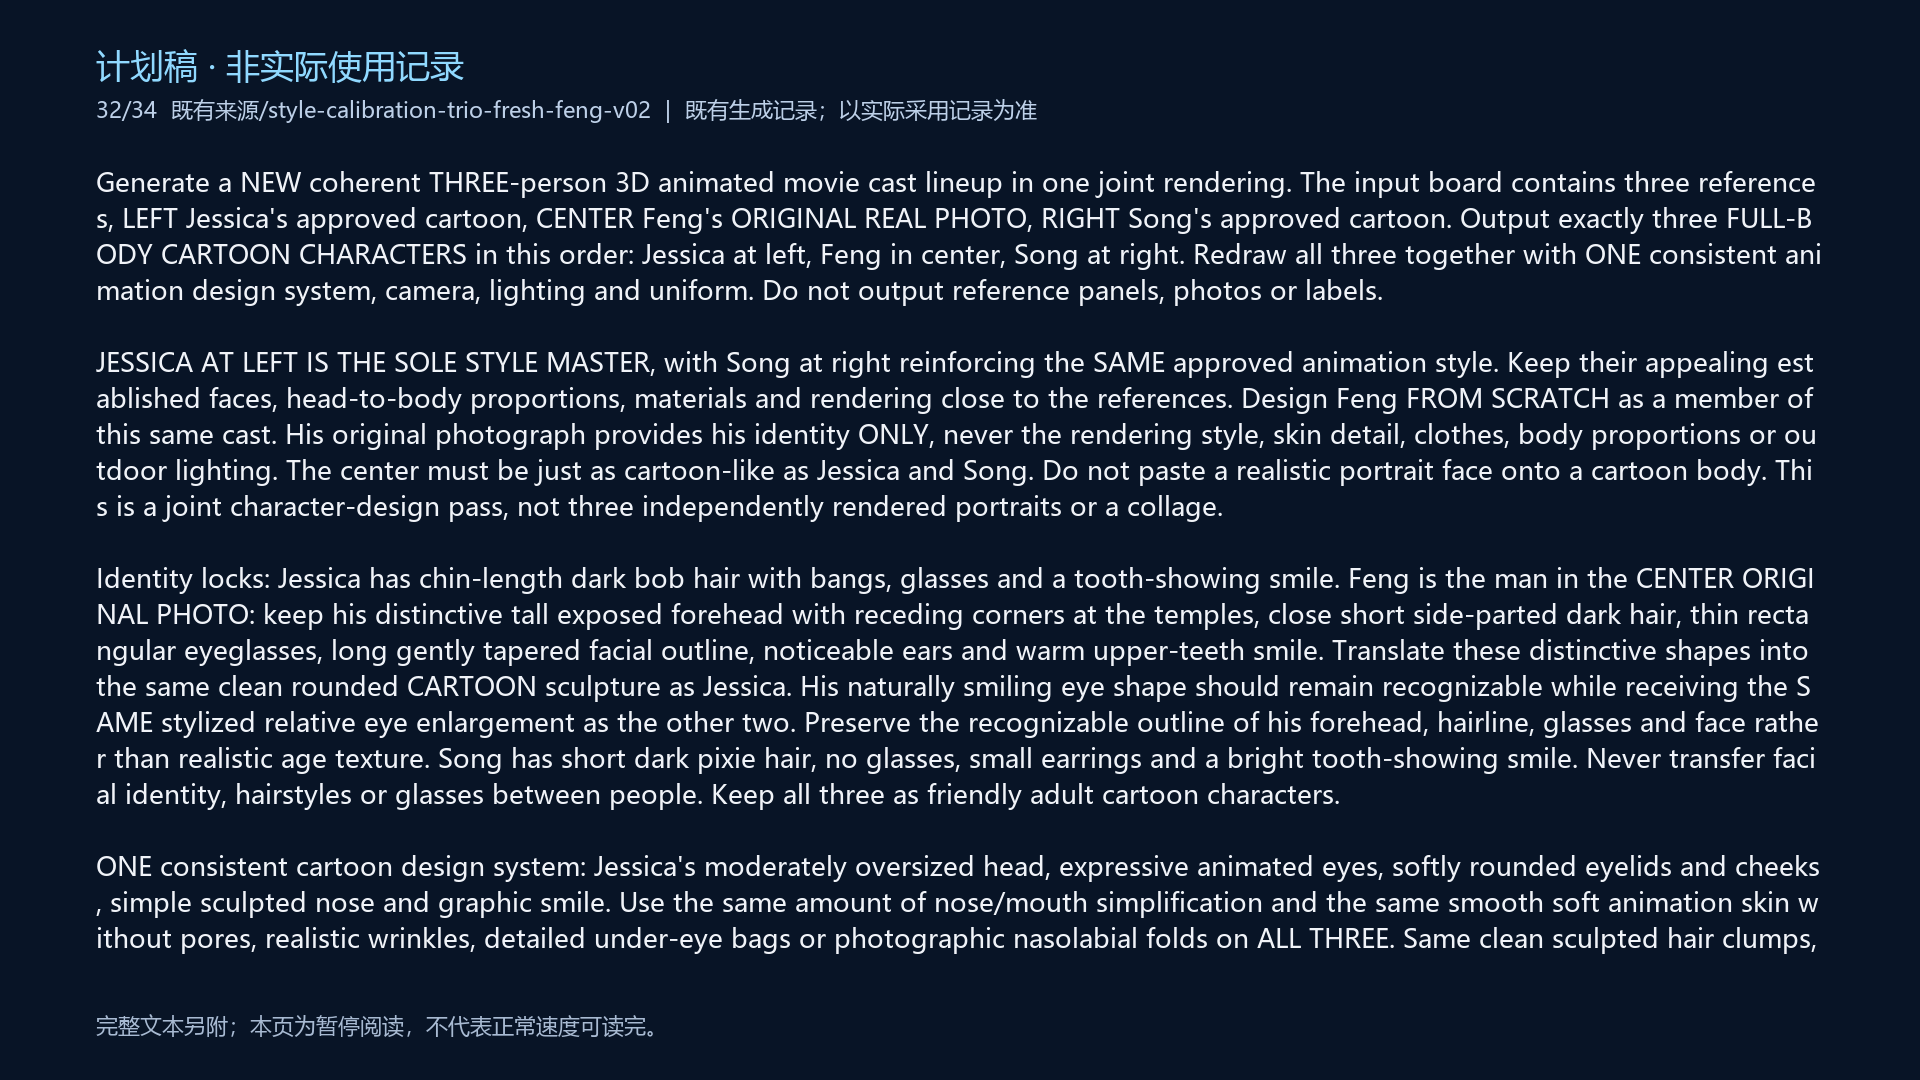 计划稿 · 非实际使用记录
32/34  既有来源/style-calibration-trio-fresh-feng-v02  |  既有生成记录；以实际采用记录为准
Generate a NEW coherent THREE-person 3D animated movie cast lineup in one joint rendering. The input board contains three reference
s, LEFT Jessica's approved cartoon, CENTER Feng's ORIGINAL REAL PHOTO, RIGHT Song's approved cartoon. Output exactly three FULL-B
ODY CARTOON CHARACTERS in this order: Jessica at left, Feng in center, Song at right. Redraw all three together with ONE consistent ani
mation design system, camera, lighting and uniform. Do not output reference panels, photos or labels.
JESSICA AT LEFT IS THE SOLE STYLE MASTER, with Song at right reinforcing the SAME approved animation style. Keep their appealing est
ablished faces, head-to-body proportions, materials and rendering close to the references. Design Feng FROM SCRATCH as a member of
this same cast. His original photograph provides his identity ONLY, never the rendering style, skin detail, clothes, body proportions or ou
tdoor lighting. The center must be just as cartoon-like as Jessica and Song. Do not paste a realistic portrait face onto a cartoon body. Thi
s is a joint character-design pass, not three independently rendered portraits or a collage.
Identity locks: Jessica has chin-length dark bob hair with bangs, glasses and a tooth-showing smile. Feng is the man in the CENTER ORIGI
NAL PHOTO: keep his distinctive tall exposed forehead with receding corners at the temples, close short side-parted dark hair, thin recta
ngular eyeglasses, long gently tapered facial outline, noticeable ears and warm upper-teeth smile. Translate these distinctive shapes into
the same clean rounded CARTOON sculpture as Jessica. His naturally smiling eye shape should remain recognizable while receiving the S
AME stylized relative eye enlargement as the other two. Preserve the recognizable outline of his forehead, hairline, glasses and face rathe
r than realistic age texture. Song has short dark pixie hair, no glasses, small earrings and a bright tooth-showing smile. Never transfer faci
al identity, hairstyles or glasses between people. Keep all three as friendly adult cartoon characters.
ONE consistent cartoon design system: Jessica's moderately oversized head, expressive animated eyes, softly rounded eyelids and cheeks
, simple sculpted nose and graphic smile. Use the same amount of nose/mouth simplification and the same smooth soft animation skin w
ithout pores, realistic wrinkles, detailed under-eye bags or photographic nasolabial folds on ALL THREE. Same clean sculpted hair clumps,
完整文本另附；本页为暂停阅读，不代表正常速度可读完。